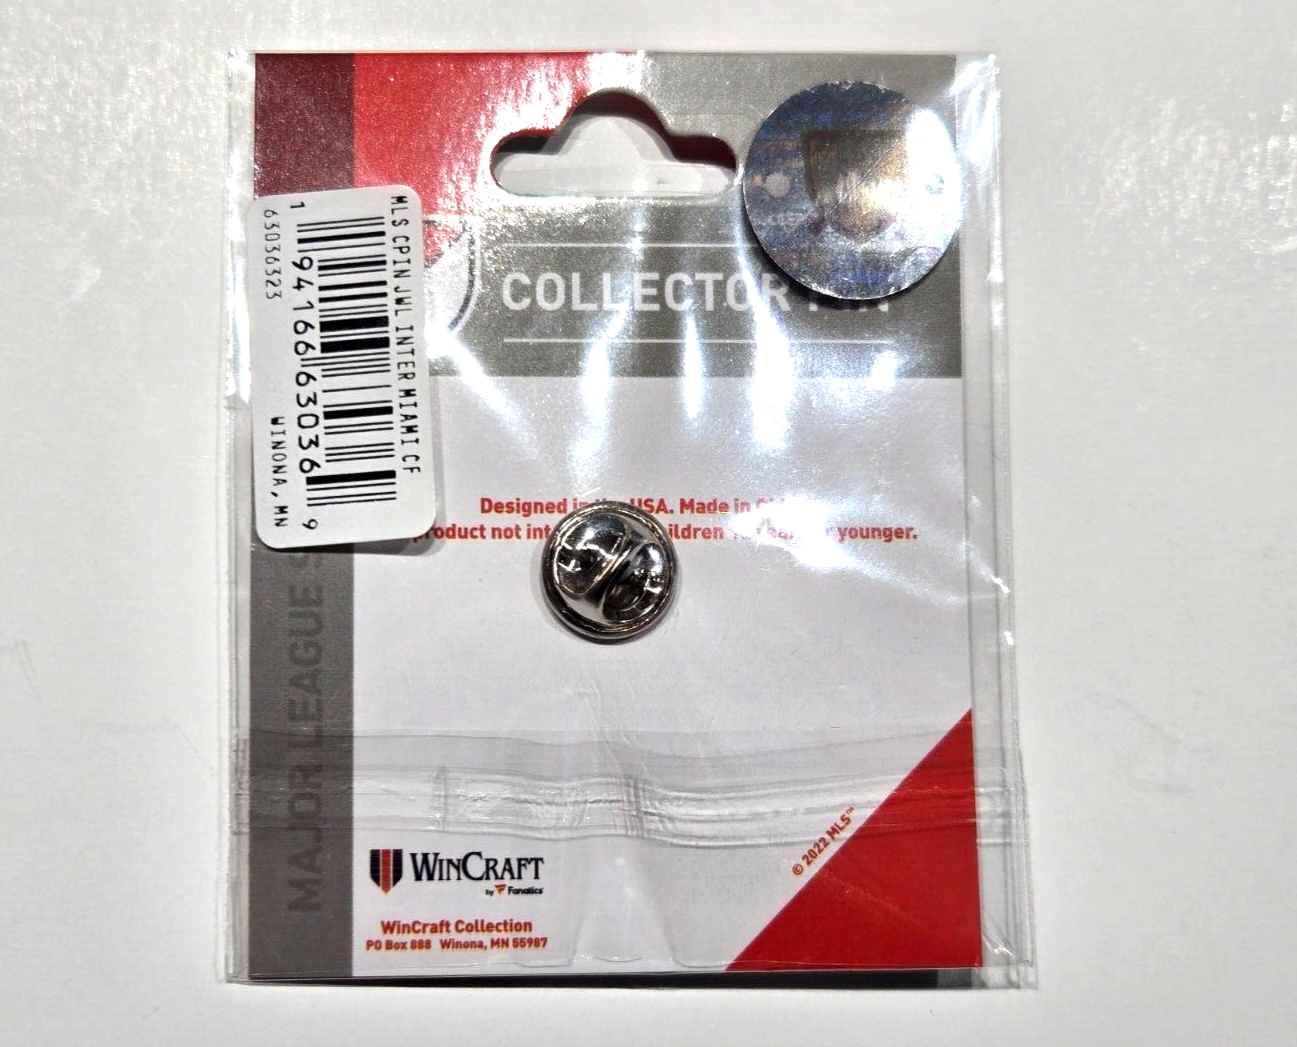 MLS CPIN JWL INTER MIAMI CF
1 94166 63036 9
63036323
WINONA, MN
COLLECTOR
Designed in the USA. Made in
product not children younger.
MAJOR LEAGUE
© 2022 MLS™
WINCRAFT
by Fanatics
WinCraft Collection
PO Box 888 Winona, MN 55987